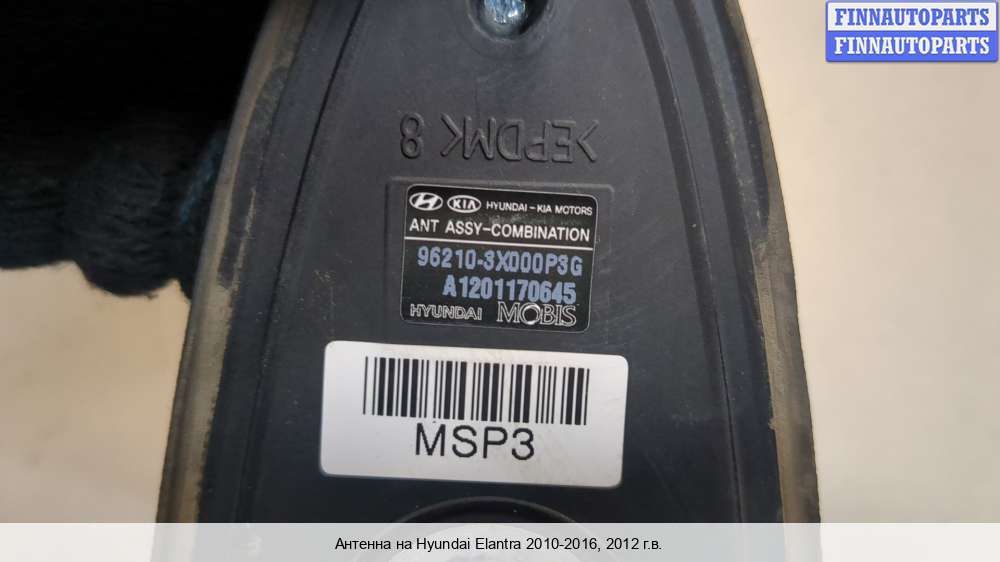 FINNAUTOPARTS
FINNAUTOPARTS
>EPDM< 8
KIA HYUNDAI-KIA MOTORS
ANT ASSY-COMBINATION
96210-3X000P3G
A1201170645
HYUNDAI MOBIS
MSP3
Антенна на Hyundai Elantra 2010-2016, 2012 г.в.